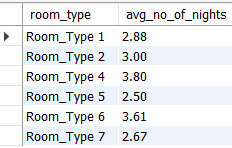 room_type avg_no_of_nights
Room_Type 1 2.88
Room_Type 2 3.00
Room_Type 4 3.80
Room_Type 5 2.50
Room_Type 6 3.61
Room_Type 7 2.67